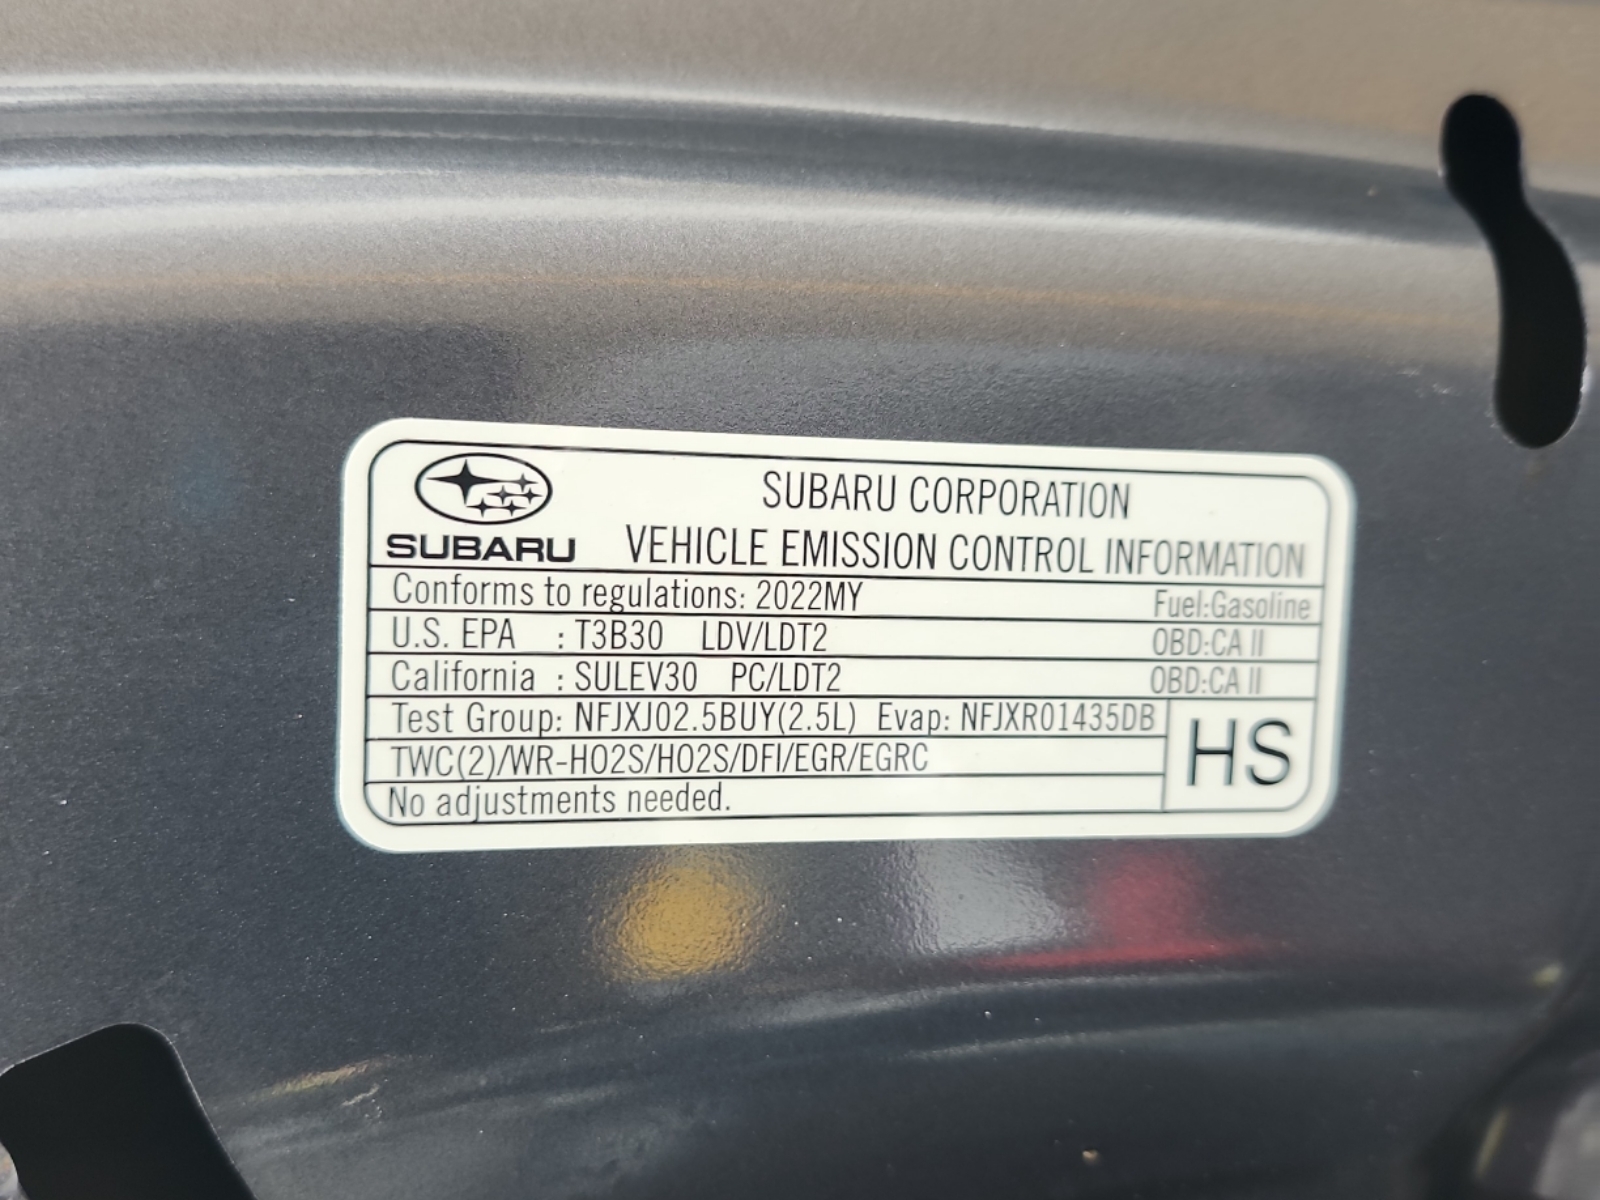 SUBARU CORPORATION
SUBARU VEHICLE EMISSION CONTROL INFORMATION
Conforms to regulations: 2022MY Fuel:Gasoline
U.S. EPA : T3B30 LDV/LDT2 OBD:CA II
California : SULEV30 PC/LDT2 OBD:CA II
Test Group: NFJXJ02.5BUY(2.5L) Evap: NFJXR01435DB
HS
TWC(2)/WR-HO2S/HO2S/DFI/EGR/EGRC
No adjustments needed.